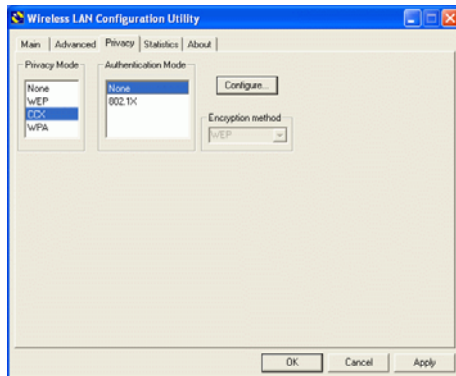 Wireless LAN Configuration Utility
Main Advanced Privacy Statistics About
Privacy Mode
None
WEP
CCX
WPA
Authentication Mode
None
802.1X
Configure...
Encryption method
WEP
OK Cancel Apply